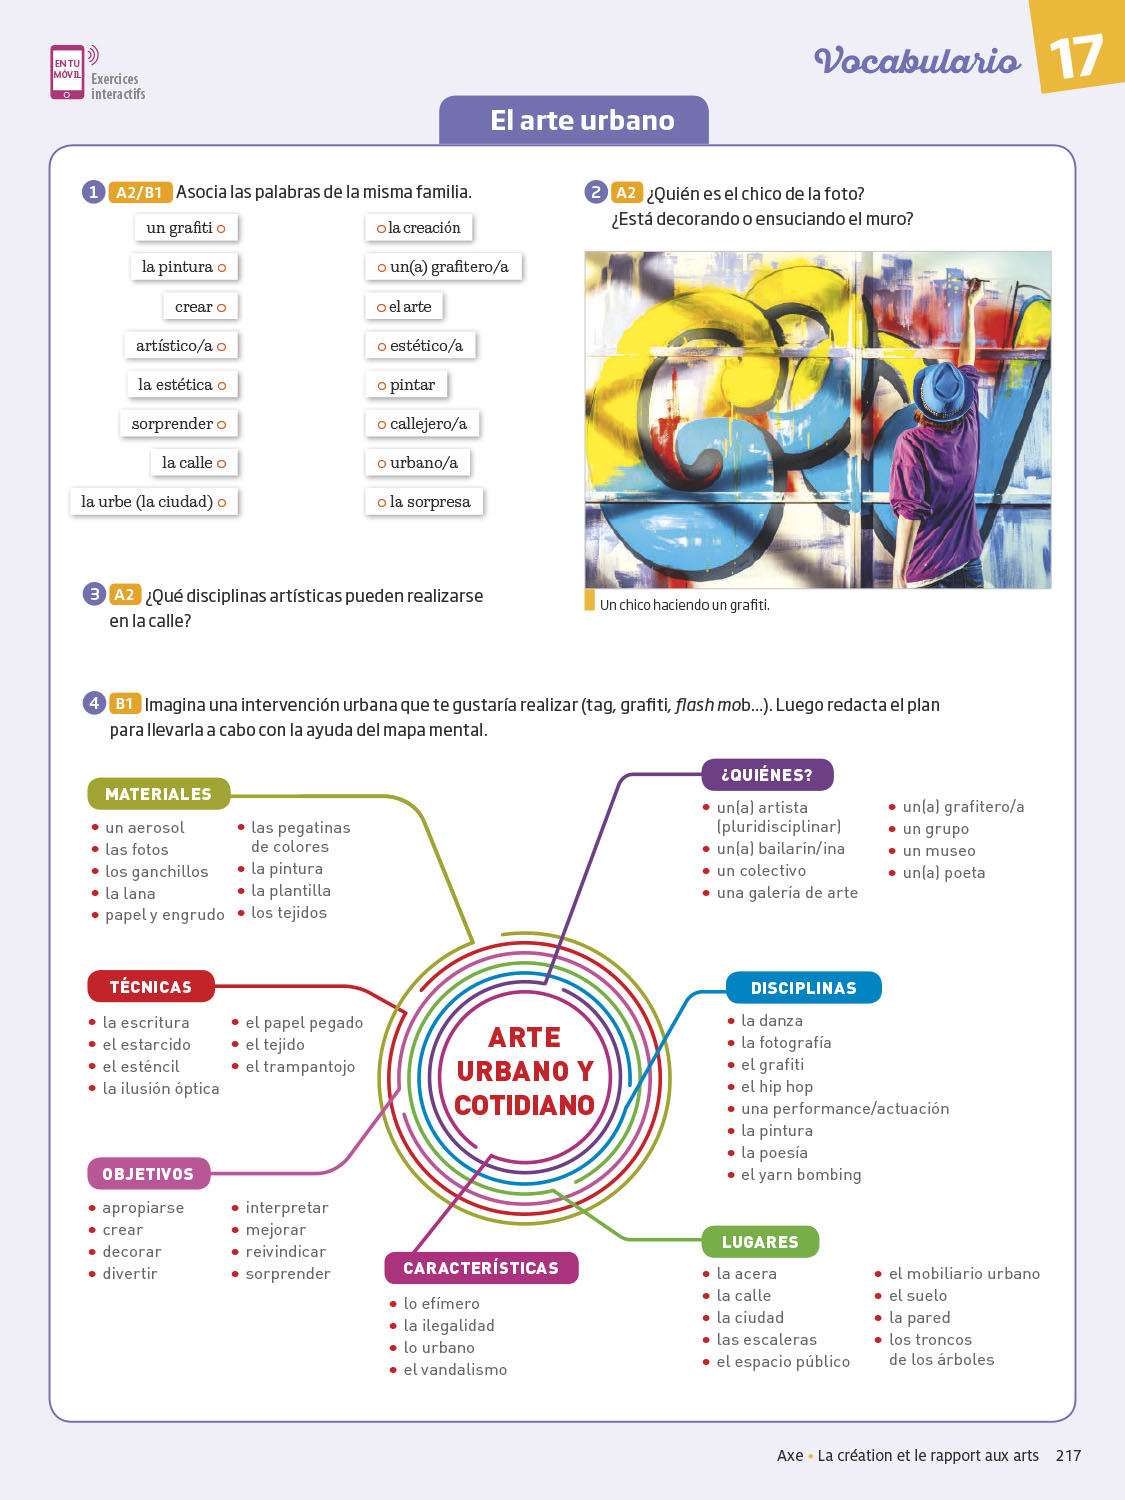 EN TU
MÓVIL
Exercices
interactifs
Vocabulario
17
El arte urbano
1 A2/B1 Asocia las palabras de la misma familia.
un grafiti
la pintura
crear
artístico/a
la estética
sorprender
la calle
la urbe (la ciudad)
la creación
un(a) grafitero/a
el arte
estético/a
pintar
callejero/a
urbano/a
la sorpresa
2 A2 ¿Quién es el chico de la foto?
¿Está decorando o ensuciando el muro?
Un chico haciendo un grafiti.
3 A2 ¿Qué disciplinas artísticas pueden realizarse
en la calle?
4 B1 Imagina una intervención urbana que te gustaría realizar (tag, grafiti, flash mob...). Luego redacta el plan
para llevarla a cabo con la ayuda del mapa mental.
MATERIALES
• un aerosol
• las fotos
• los ganchillos
• la lana
• papel y engrudo
• las pegatinas
de colores
• la pintura
• la plantilla
• los tejidos
¿QUIÉNES?
• un(a) artista
(pluridisciplinar)
• un(a) bailarín/ina
• un colectivo
• una galería de arte
• un(a) grafitero/a
• un grupo
• un museo
• un(a) poeta
TÉCNICAS
• la escritura
• el estarcido
• el esténcil
• la ilusión óptica
• el papel pegado
• el tejido
• el trampantojo
ARTE
URBANO Y
COTIDIANO
DISCIPLINAS
• la danza
• la fotografía
• el grafiti
• el hip hop
• una performance/actuación
• la pintura
• la poesía
• el yarn bombing
OBJETIVOS
• apropiarse
• crear
• decorar
• divertir
• interpretar
• mejorar
• reivindicar
• sorprender
CARACTERÍSTICAS
• lo efímero
• la ilegalidad
• lo urbano
• el vandalismo
LUGARES
• la acera
• la calle
• la ciudad
• las escaleras
• el espacio público
• el mobiliario urbano
• el suelo
• la pared
• los troncos
de los árboles
Axe • La création et le rapport aux arts 217